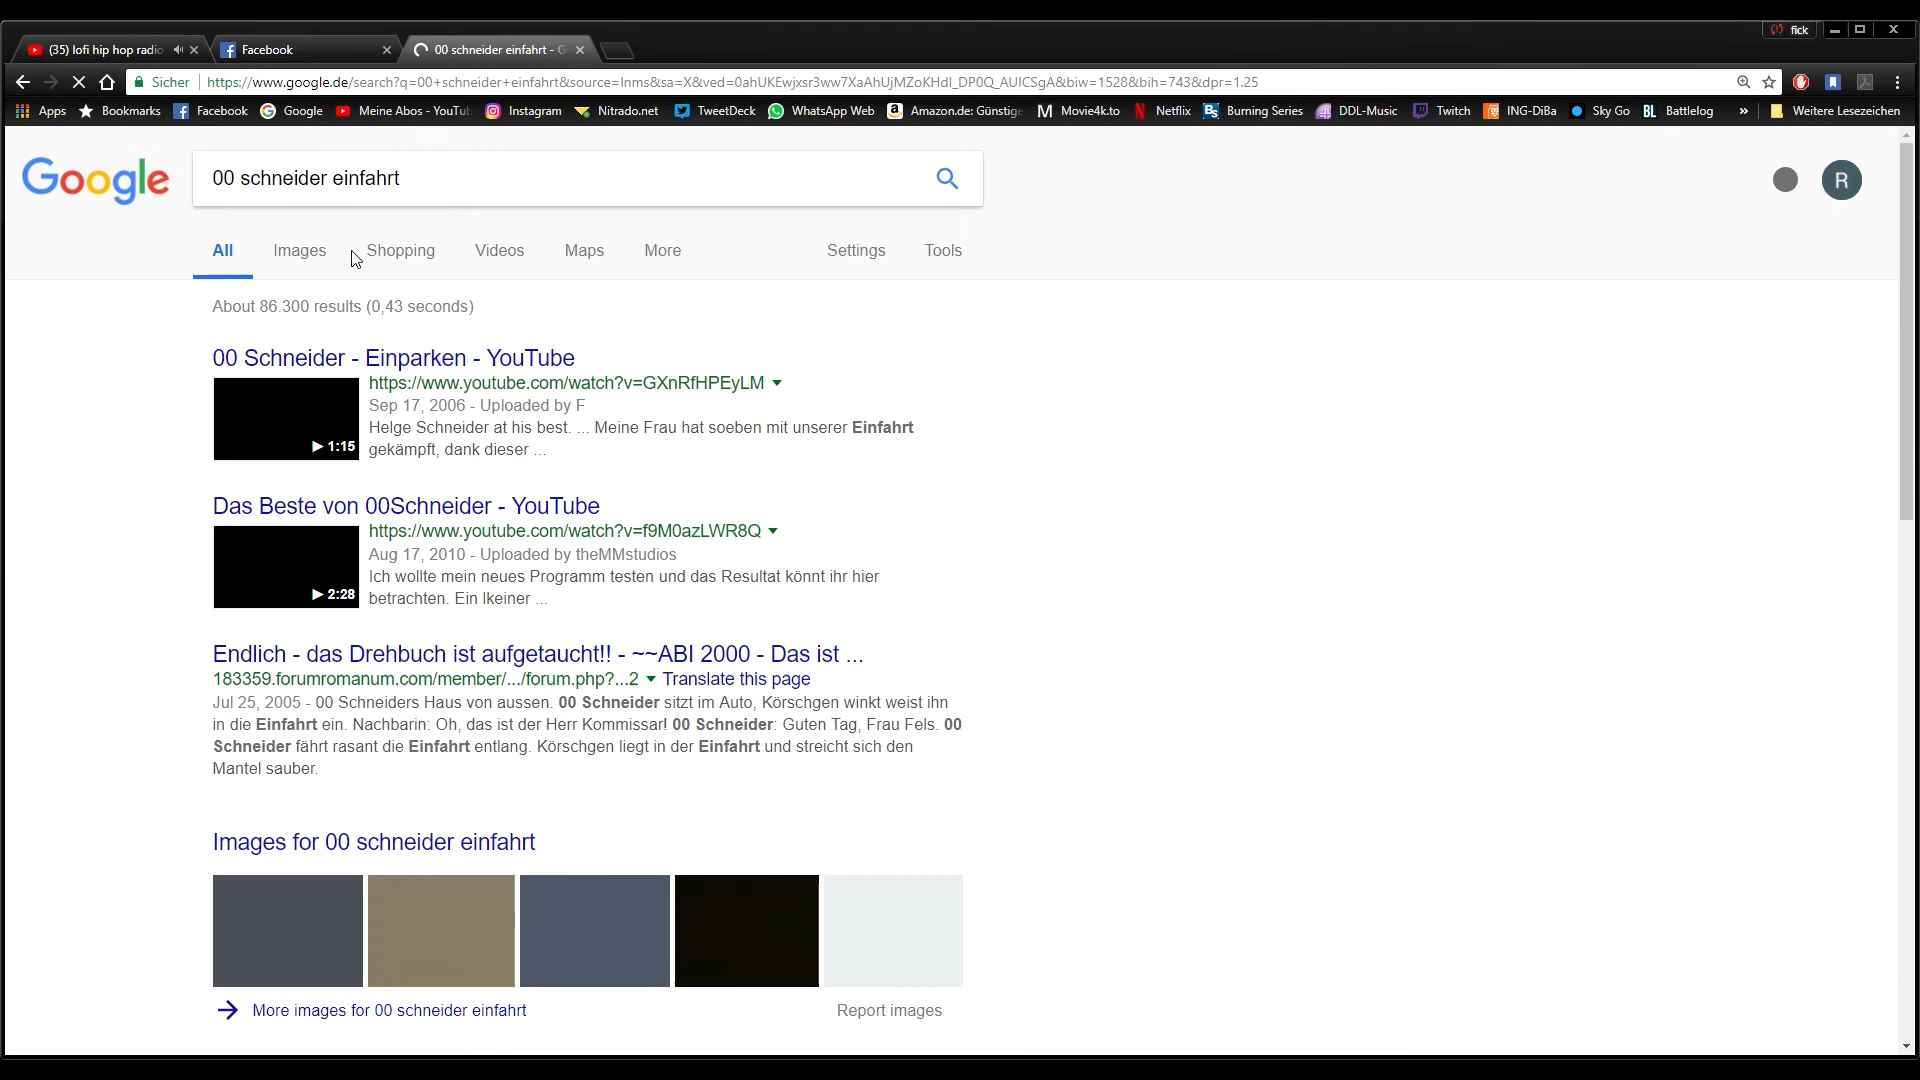 fick
(35) lofi hip hop radio
Facebook
00 schneider einfahrt - G
Sicher
https://www.google.de/search?q=00+schneider+einfahrt&source=lnms&sa=X&ved=0ahUKEwjxsr3ww7XaAhUjMZoKHdI_DP0Q_AUICSgA&biw=1528&bih=743&dpr=1.25
Apps Bookmarks Facebook Google Meine Abos - YouTub Instagram Nitrado.net TweetDeck WhatsApp Web Amazon.de: Günstige Movie4k.to Netflix Burning Series DDL-Music Twitch ING-DiBa Sky Go Battlelog » Weitere Lesezeichen
Google
00 schneider einfahrt
R
All Images Shopping Videos Maps More Settings Tools
About 86.300 results (0,43 seconds)
00 Schneider - Einparken - YouTube
https://www.youtube.com/watch?v=GXnRfHPEyLM
Sep 17, 2006 - Uploaded by F
Helge Schneider at his best. ... Meine Frau hat soeben mit unserer Einfahrt
1:15
gekämpft, dank dieser ...
Das Beste von 00Schneider - YouTube
https://www.youtube.com/watch?v=f9M0azLWR8Q
Aug 17, 2010 - Uploaded by theMMstudios
Ich wollte mein neues Programm testen und das Resultat könnt ihr hier
2:28
betrachten. Ein lkeiner ...
Endlich - das Drehbuch ist aufgetaucht!! - ~~ABI 2000 - Das ist ...
183359.forumromanum.com/member/.../forum.php?...2 Translate this page
Jul 25, 2005 - 00 Schneiders Haus von aussen. 00 Schneider sitzt im Auto, Körschgen winkt weist ihn
in die Einfahrt ein. Nachbarin: Oh, das ist der Herr Kommissar! 00 Schneider: Guten Tag, Frau Fels. 00
Schneider fährt rasant die Einfahrt entlang. Körschgen liegt in der Einfahrt und streicht sich den
Mantel sauber.
Images for 00 schneider einfahrt
More images for 00 schneider einfahrt
Report images